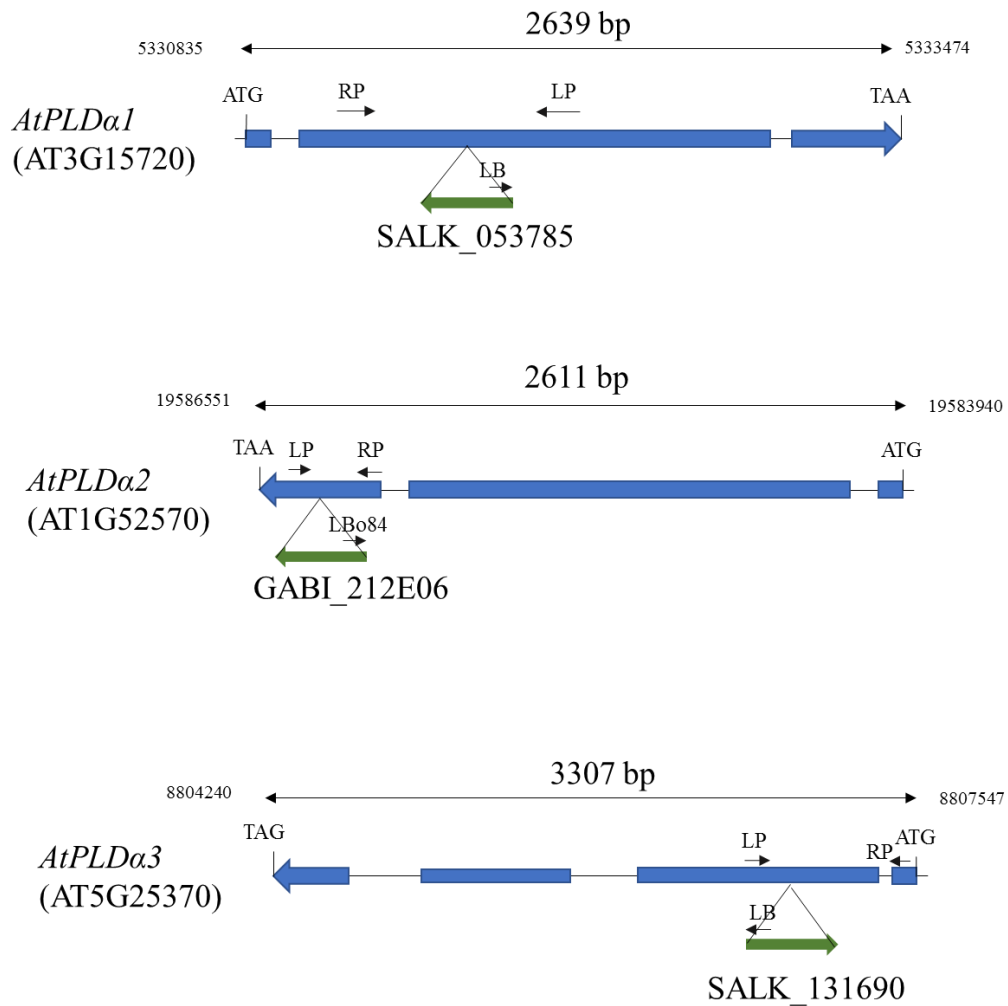 2639 bp
5330835
5333474
ATG
RP
LP
TAA
AtPLDα1
(AT3G15720)
LB
SALK_053785
2611 bp
19586551
19583940
TAA
LP
RP
ATG
AtPLDα2
(AT1G52570)
LBo84
GABI_212E06
3307 bp
8804240
8807547
TAG
LP
RP
ATG
AtPLDα3
(AT5G25370)
LB
SALK_131690